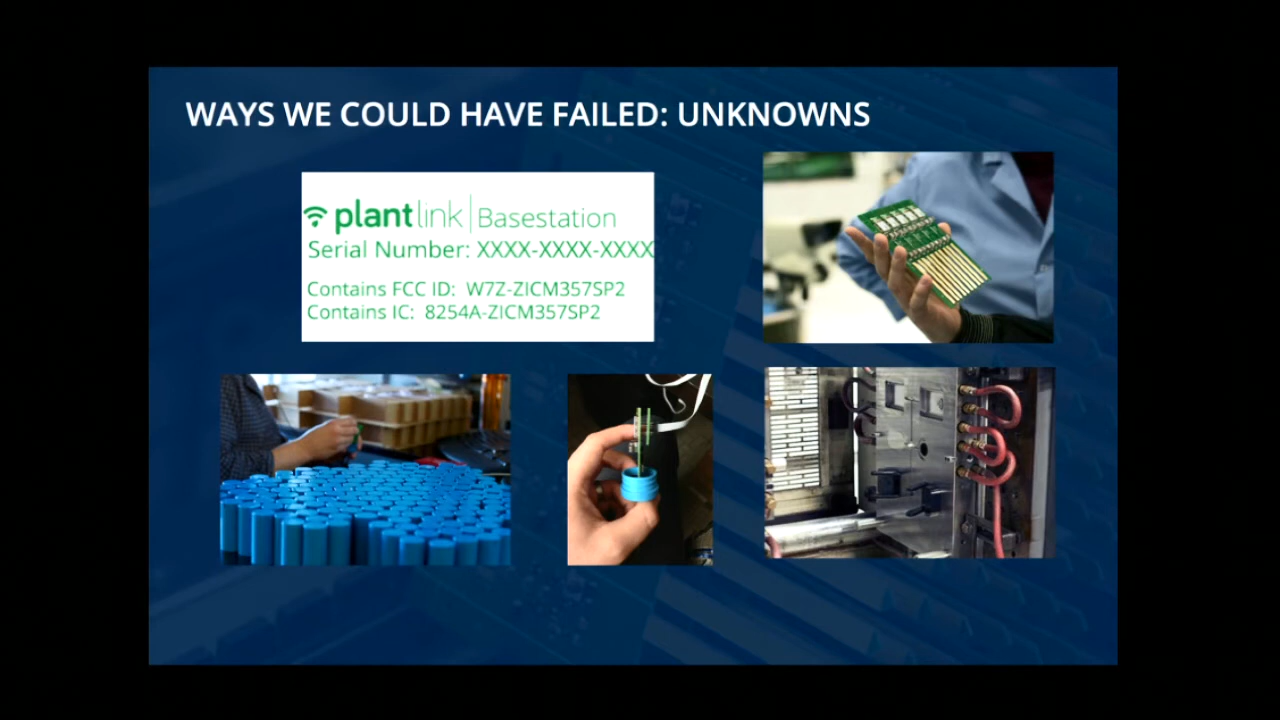 WAYS WE COULD HAVE FAILED: UNKNOWNS
plantlink | Basestation
Serial Number: XXXX-XXXX-XXXX
Contains FCC ID: W7Z-ZICM357SP2
Contains IC: 8254A-ZICM357SP2